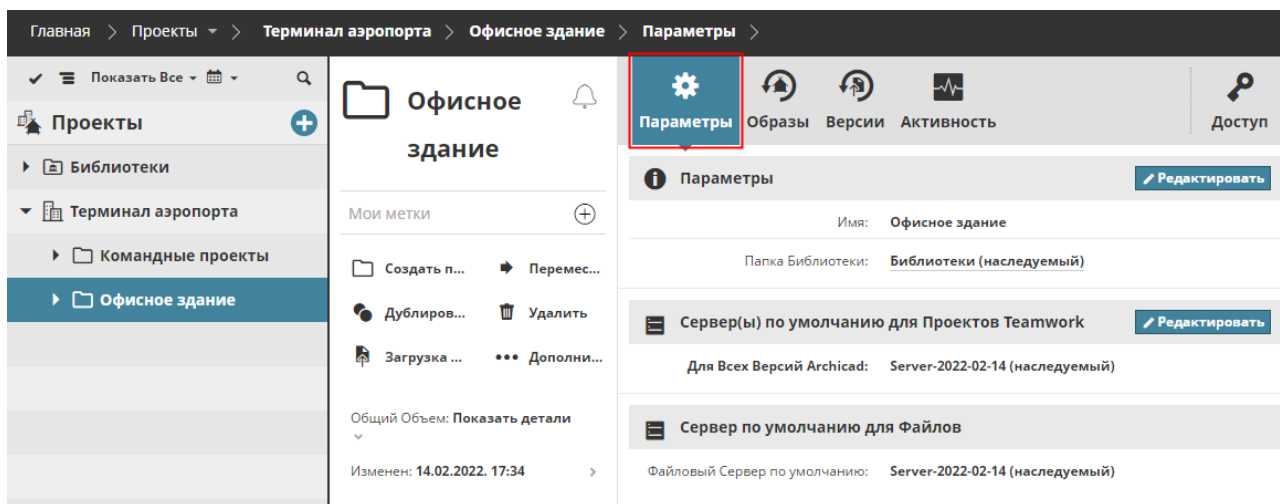 Главная > Проекты > Терминал аэропорта > Офисное здание > Параметры >
Показать Все
Проекты
Библиотеки
Терминал аэропорта
Командные проекты
Офисное здание
Офисное
здание
Мои метки
Создать п... Перемес...
Дублиров... Удалить
Загрузка ... Дополни...
Общий Объем: Показать детали
Изменен: 14.02.2022. 17:34 >
Параметры Образы Версии Активность Доступ
Параметры Редактировать
Имя: Офисное здание
Папка Библиотеки: Библиотеки (наследуемый)
Сервер(ы) по умолчанию для Проектов Teamwork Редактировать
Для Всех Версий Archicad: Server-2022-02-14 (наследуемый)
Сервер по умолчанию для Файлов
Файловый Сервер по умолчанию: Server-2022-02-14 (наследуемый)